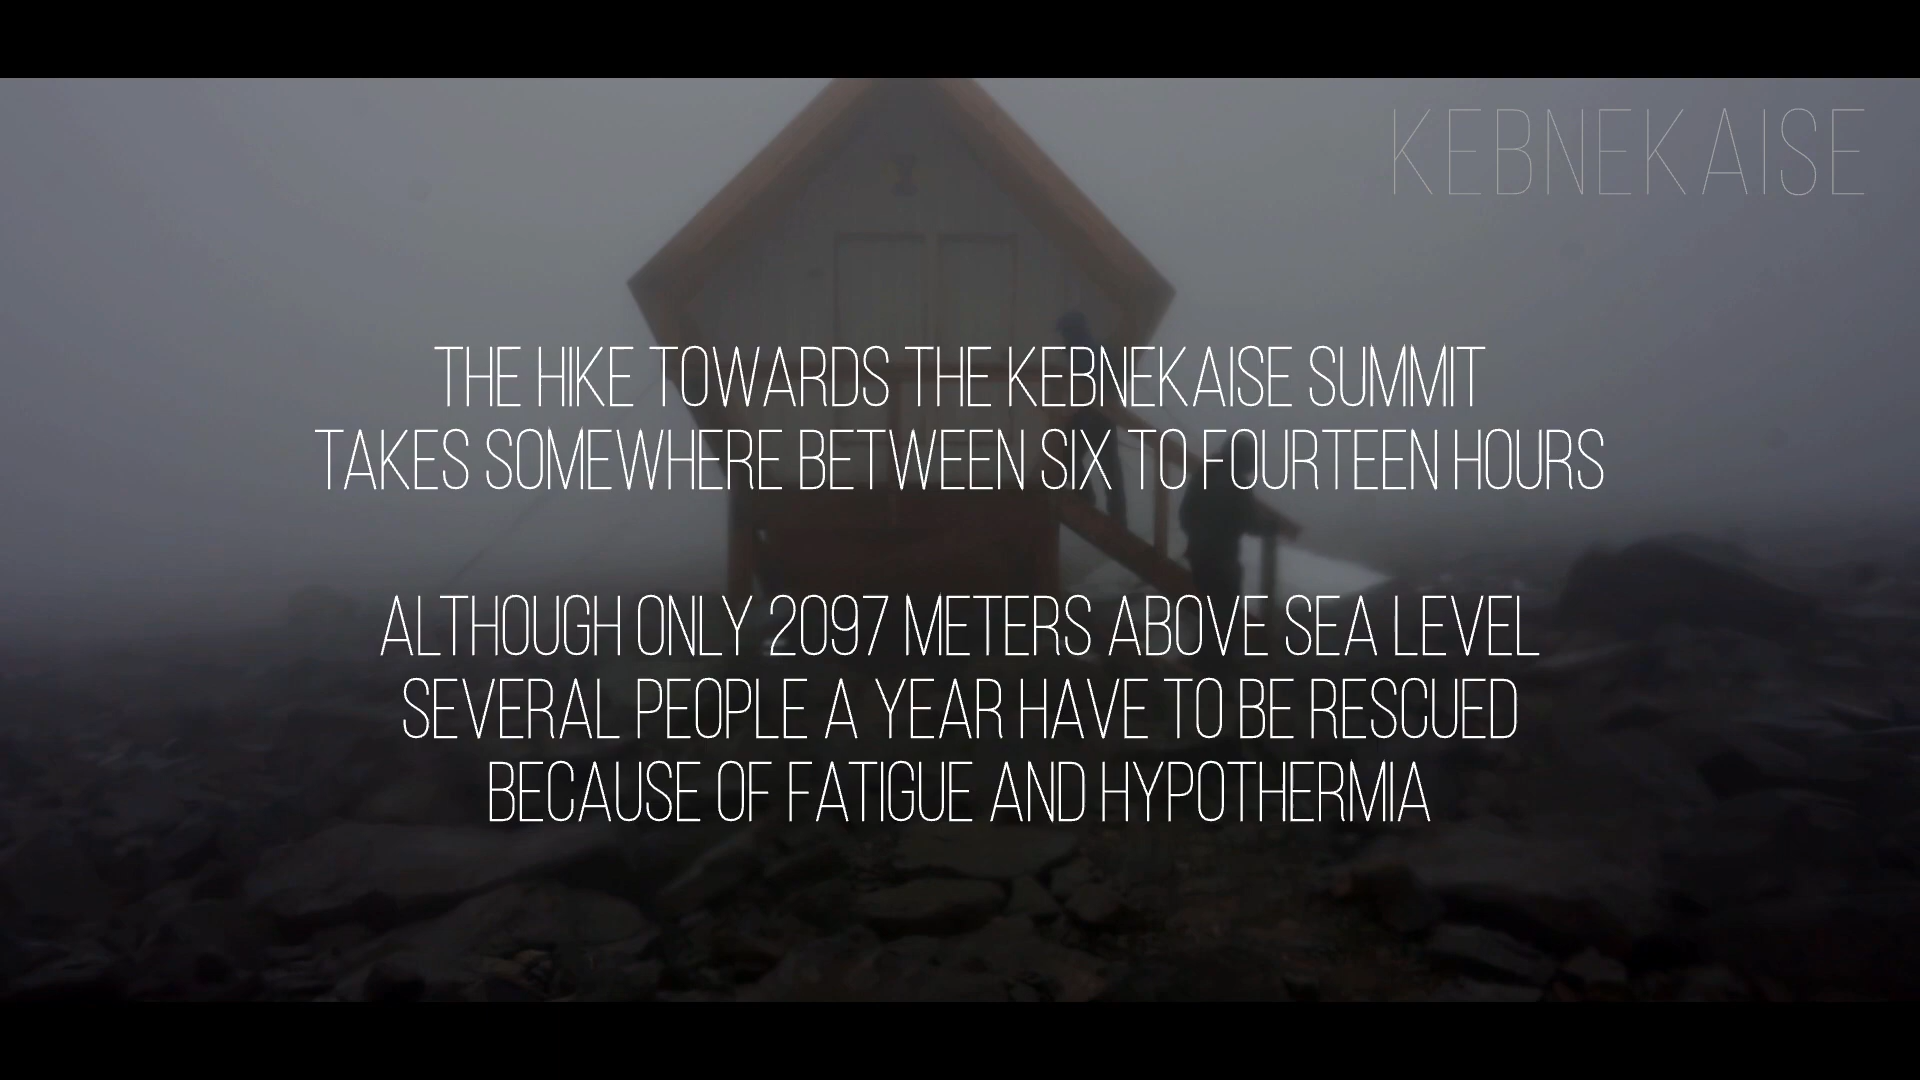 KEBNEKAISE
THE HIKE TOWARDS THE KEBNEKAISE SUMMIT
TAKES SOMEWHERE BETWEEN SIX TO FOURTEEN HOURS
ALTHOUGH ONLY 2097 METERS ABOVE SEA LEVEL
SEVERAL PEOPLE A YEAR HAVE TO BE RESCUED
BECAUSE OF FATIGUE AND HYPOTHERMIA